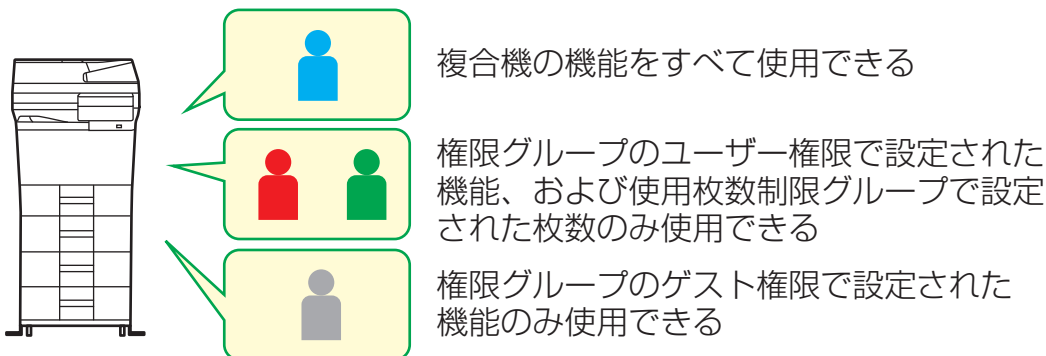 複合機の機能をすべて使用できる
権限グループのユーザー権限で設定された
機能、および使用枚数制限グループで設定
された枚数のみ使用できる
権限グループのゲスト権限で設定された
機能のみ使用できる